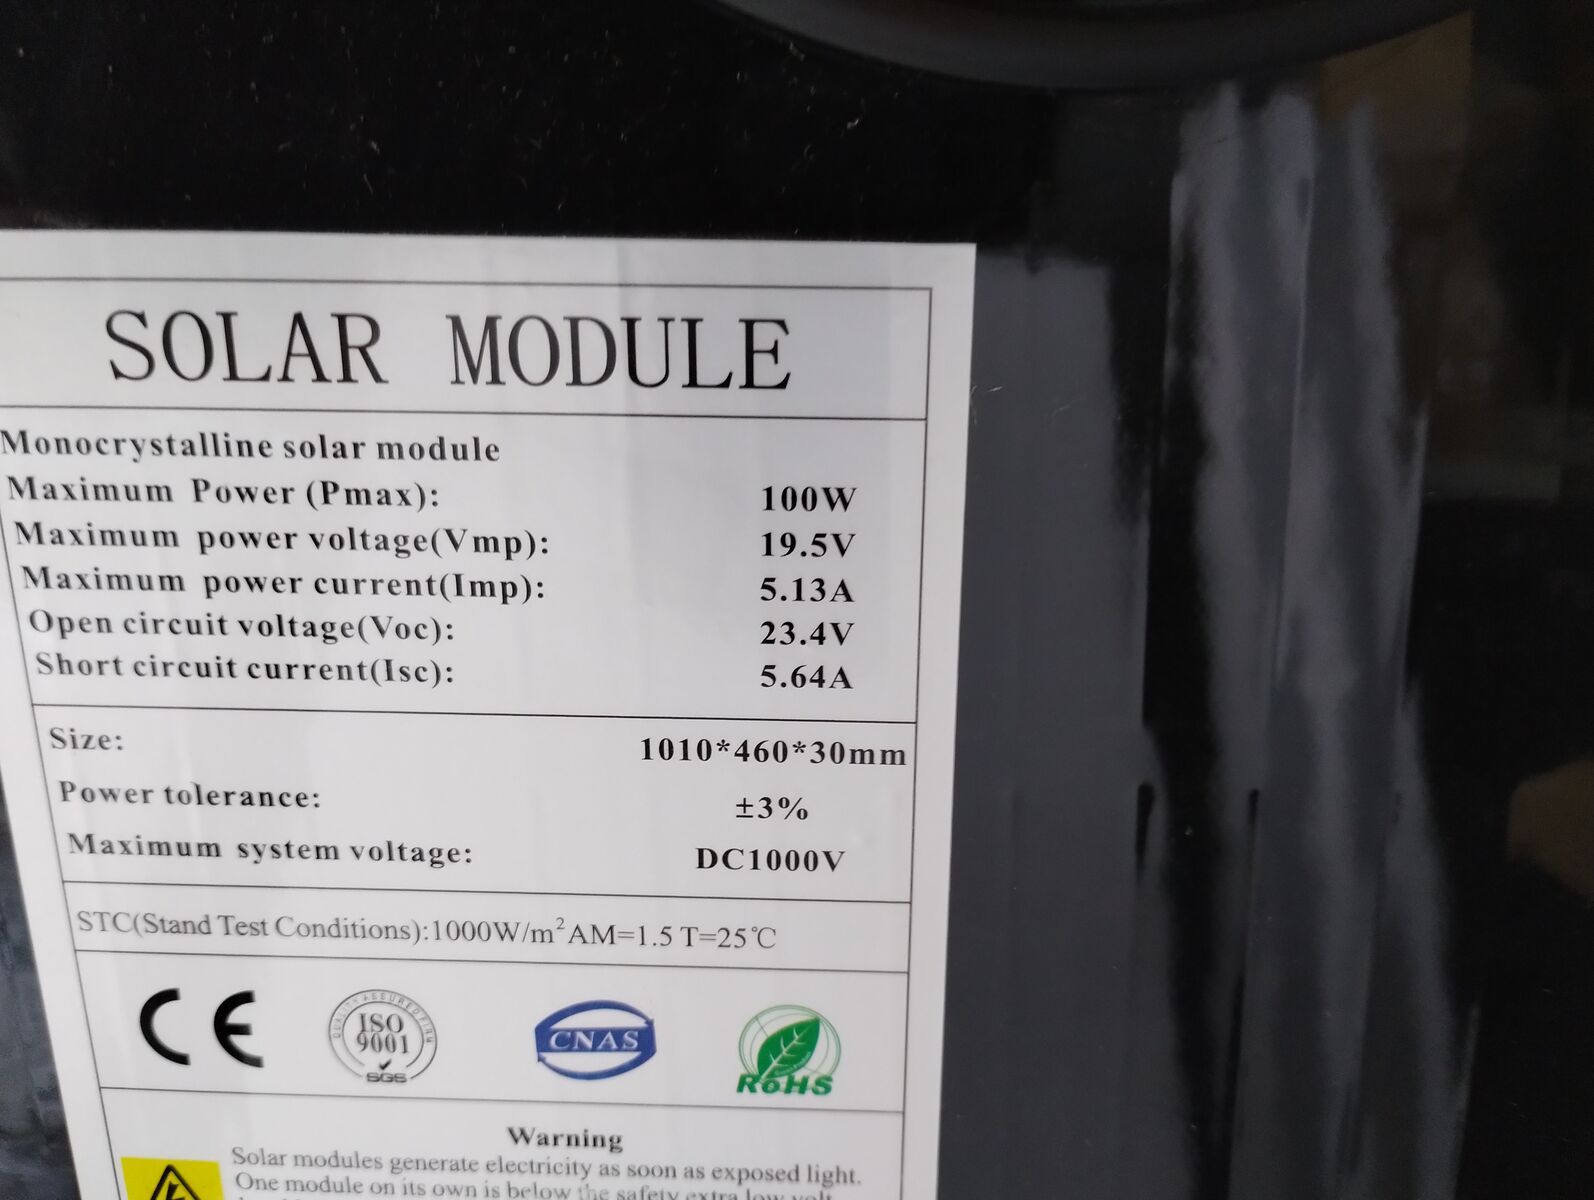 SOLAR MODULE
Monocrystalline solar module
Maximum Power (Pmax): 100W
Maximum power voltage(Vmp): 19.5V
Maximum power current(Imp): 5.13A
Open circuit voltage(Voc): 23.4V
Short circuit current(Isc): 5.64A
Size: 1010*460*30mm
Power tolerance: ±3%
Maximum system voltage: DC1000V
STC(Stand Test Conditions):1000W/m²AM=1.5 T=25℃
CE
QUALITY ASSURED FIRM
ISO
9001
SGS
CNAS
RoHS
Warning
Solar modules generate electricity as soon as exposed light.
One module on its own is below the safety extra low volt